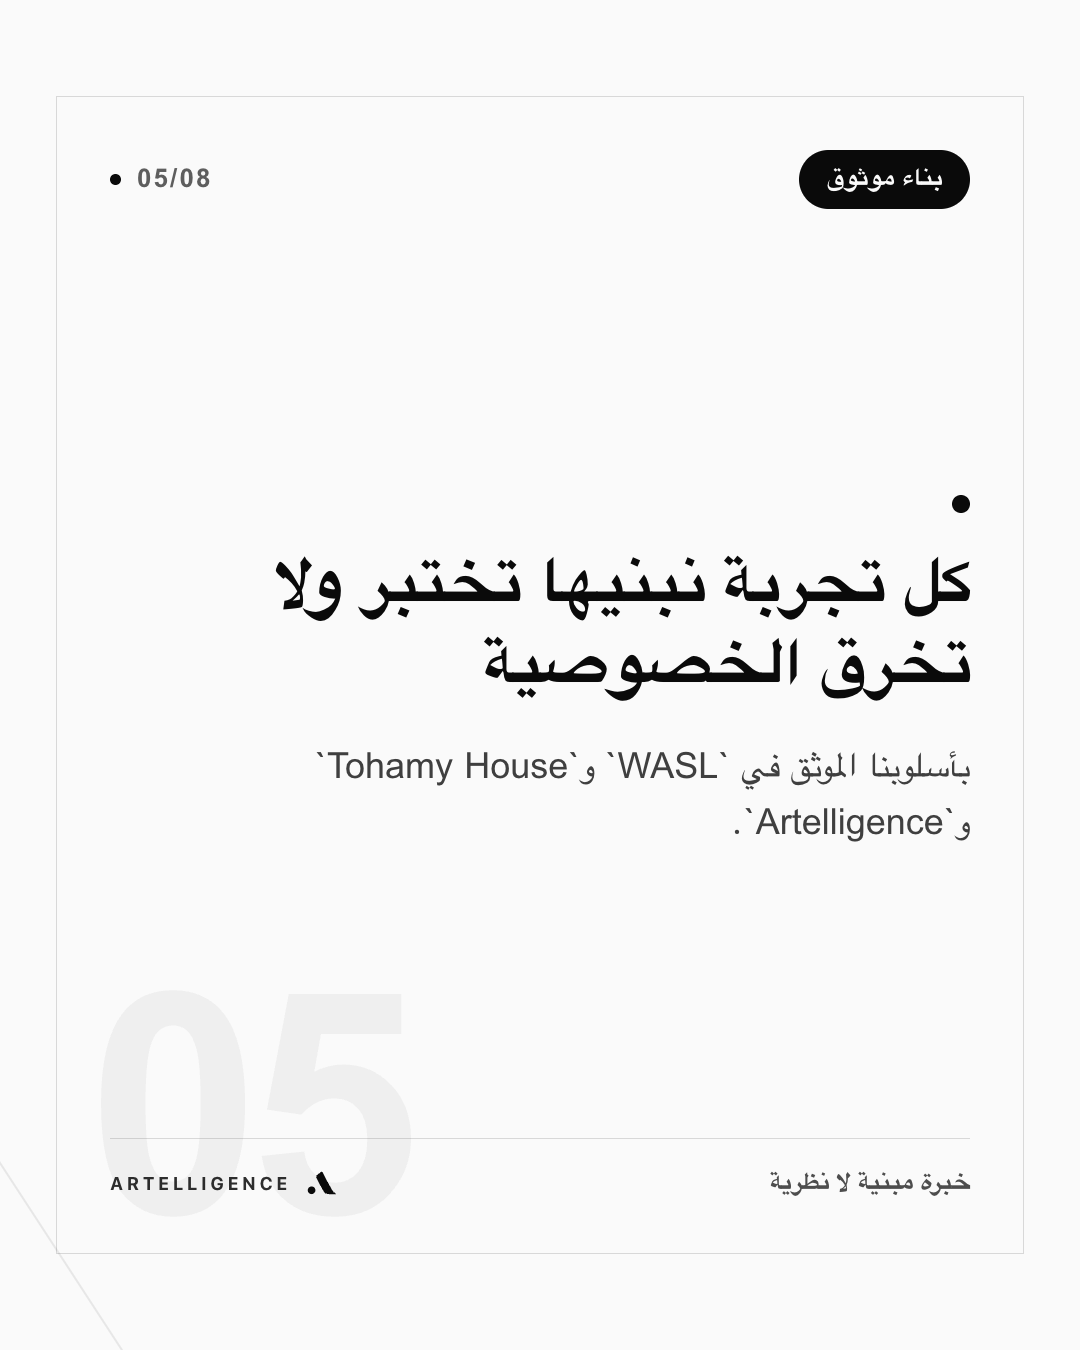 بناء موثوق
05/08
كل تجربة نبنيها تختبر ولا
تخرق الخصوصية
بأسلوبنا الموثق في `WASL` و`Tohamy House`
و`Artelligence`.
05
خبرة مبنية لا نظرية
ARTELLIGENCE